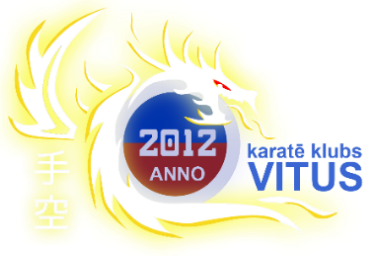 2012
ANNO
karatē klubs
VITUS
手
空